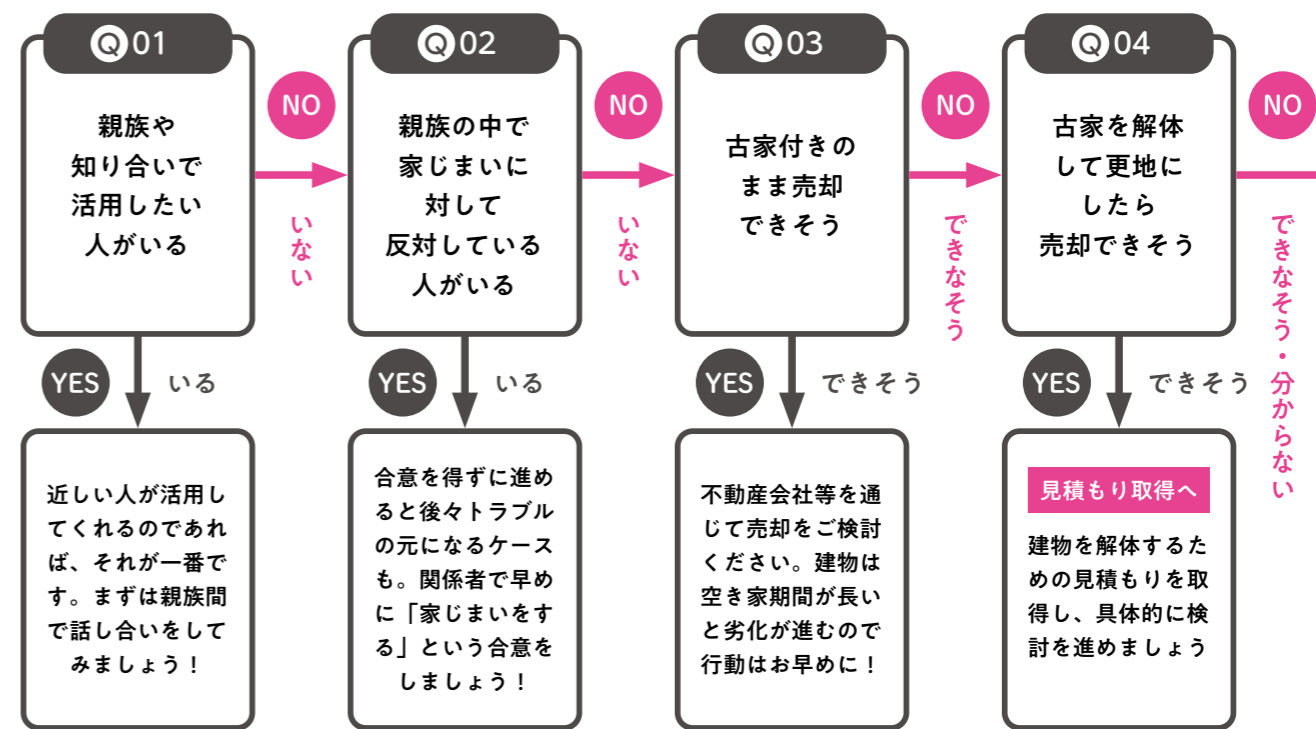 Q01
親族や
知り合いで
活用したい
人がいる
NO
いない
YES
いる
近しい人が活用し
てくれるのであれ
ば、それが一番で
す。まずは親族間
で話し合いをして
みましょう！
Q02
親族の中で
家じまいに
対して
反対している
人がいる
NO
いない
YES
いる
合意を得ずに進め
ると後々トラブル
の元になるケース
も。関係者で早め
に「家じまいをす
る」という合意を
しましょう！
Q03
古家付きの
まま売却
できそう
NO
できなそう
YES
できそう
不動産会社等を通
じて売却をご検討
ください。建物は
空き家期間が長い
と劣化が進むので
行動はお早めに！
Q04
古家を解体
して更地に
したら
売却できそう
NO
できなそう・分からない
YES
できそう
見積もり取得へ
建物を解体するた
めの見積もりを取
得し、具体的に検
討を進めましょう